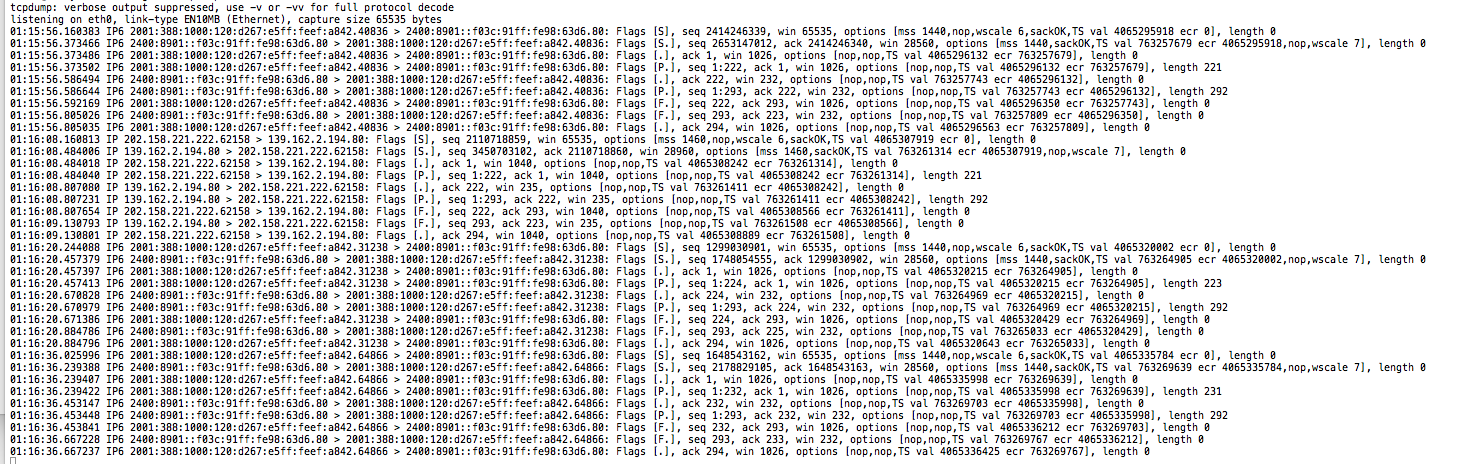 tcpdump: verbose output suppressed, use -v or -vv for full protocol decode
listening on eth0, link-type EN10MB (Ethernet), capture size 65535 bytes
01:15:56.160383 IP6 2001:388:1000:120:d267:e5ff:feef:a842.40836 > 2400:8901::f03c:91ff:fe98:63d6.80: Flags [S], seq 2414246339, win 65535, options [mss 1440,nop,wscale 6,sackOK,TS val 4065295918 ecr 0], length 0
01:15:56.373466 IP6 2400:8901::f03c:91ff:fe98:63d6.80 > 2001:388:1000:120:d267:e5ff:feef:a842.40836: Flags [S.], seq 2653147012, ack 2414246340, win 28560, options [mss 1440,sackOK,TS val 763257679 ecr 4065295918,nop,wscale 7], length 0
01:15:56.373486 IP6 2001:388:1000:120:d267:e5ff:feef:a842.40836 > 2400:8901::f03c:91ff:fe98:63d6.80: Flags [.], ack 1, win 1026, options [nop,nop,TS val 4065296132 ecr 763257679], length 0
01:15:56.373502 IP6 2001:388:1000:120:d267:e5ff:feef:a842.40836 > 2400:8901::f03c:91ff:fe98:63d6.80: Flags [P.], seq 1:222, ack 1, win 1026, options [nop,nop,TS val 4065296132 ecr 763257679], length 221
01:15:56.586494 IP6 2400:8901::f03c:91ff:fe98:63d6.80 > 2001:388:1000:120:d267:e5ff:feef:a842.40836: Flags [.], ack 222, win 232, options [nop,nop,TS val 763257743 ecr 4065296132], length 0
01:15:56.586644 IP6 2400:8901::f03c:91ff:fe98:63d6.80 > 2001:388:1000:120:d267:e5ff:feef:a842.40836: Flags [P.], seq 1:293, ack 222, win 232, options [nop,nop,TS val 763257743 ecr 4065296132], length 292
01:15:56.592169 IP6 2001:388:1000:120:d267:e5ff:feef:a842.40836 > 2400:8901::f03c:91ff:fe98:63d6.80: Flags [F.], seq 222, ack 293, win 1026, options [nop,nop,TS val 4065296350 ecr 763257743], length 0
01:15:56.805026 IP6 2400:8901::f03c:91ff:fe98:63d6.80 > 2001:388:1000:120:d267:e5ff:feef:a842.40836: Flags [F.], seq 293, ack 223, win 232, options [nop,nop,TS val 763257809 ecr 4065296350], length 0
01:15:56.805035 IP6 2001:388:1000:120:d267:e5ff:feef:a842.40836 > 2400:8901::f03c:91ff:fe98:63d6.80: Flags [.], ack 294, win 1026, options [nop,nop,TS val 4065296563 ecr 763257809], length 0
01:16:08.160813 IP 202.158.221.222.62158 > 139.162.2.194.80: Flags [S], seq 2110718859, win 65535, options [mss 1460,nop,wscale 6,sackOK,TS val 4065307919 ecr 0], length 0
01:16:08.484006 IP 139.162.2.194.80 > 202.158.221.222.62158: Flags [S.], seq 3450703102, ack 2110718860, win 28960, options [mss 1460,sackOK,TS val 763261314 ecr 4065307919,nop,wscale 7], length 0
01:16:08.484018 IP 202.158.221.222.62158 > 139.162.2.194.80: Flags [.], ack 1, win 1040, options [nop,nop,TS val 4065308242 ecr 763261314], length 0
01:16:08.484040 IP 202.158.221.222.62158 > 139.162.2.194.80: Flags [P.], seq 1:222, ack 1, win 1040, options [nop,nop,TS val 4065308242 ecr 763261314], length 221
01:16:08.807080 IP 139.162.2.194.80 > 202.158.221.222.62158: Flags [.], ack 222, win 235, options [nop,nop,TS val 763261411 ecr 4065308242], length 0
01:16:08.807231 IP 139.162.2.194.80 > 202.158.221.222.62158: Flags [P.], seq 1:293, ack 222, win 235, options [nop,nop,TS val 763261411 ecr 4065308242], length 292
01:16:08.807654 IP 202.158.221.222.62158 > 139.162.2.194.80: Flags [F.], seq 222, ack 293, win 1040, options [nop,nop,TS val 4065308566 ecr 763261411], length 0
01:16:09.130793 IP 139.162.2.194.80 > 202.158.221.222.62158: Flags [F.], seq 293, ack 223, win 235, options [nop,nop,TS val 763261508 ecr 4065308566], length 0
01:16:09.130801 IP 202.158.221.222.62158 > 139.162.2.194.80: Flags [.], ack 294, win 1040, options [nop,nop,TS val 4065308889 ecr 763261508], length 0
01:16:20.244088 IP6 2001:388:1000:120:d267:e5ff:feef:a842.31238 > 2400:8901::f03c:91ff:fe98:63d6.80: Flags [S], seq 1299030901, win 65535, options [mss 1440,nop,wscale 6,sackOK,TS val 4065320002 ecr 0], length 0
01:16:20.457379 IP6 2400:8901::f03c:91ff:fe98:63d6.80 > 2001:388:1000:120:d267:e5ff:feef:a842.31238: Flags [S.], seq 1748054555, ack 1299030902, win 28560, options [mss 1440,sackOK,TS val 763264905 ecr 4065320002,nop,wscale 7], length 0
01:16:20.457397 IP6 2001:388:1000:120:d267:e5ff:feef:a842.31238 > 2400:8901::f03c:91ff:fe98:63d6.80: Flags [.], ack 1, win 1026, options [nop,nop,TS val 4065320215 ecr 763264905], length 0
01:16:20.457413 IP6 2001:388:1000:120:d267:e5ff:feef:a842.31238 > 2400:8901::f03c:91ff:fe98:63d6.80: Flags [P.], seq 1:224, ack 1, win 1026, options [nop,nop,TS val 4065320215 ecr 763264905], length 223
01:16:20.670828 IP6 2400:8901::f03c:91ff:fe98:63d6.80 > 2001:388:1000:120:d267:e5ff:feef:a842.31238: Flags [.], ack 224, win 232, options [nop,nop,TS val 763264969 ecr 4065320215], length 0
01:16:20.670979 IP6 2400:8901::f03c:91ff:fe98:63d6.80 > 2001:388:1000:120:d267:e5ff:feef:a842.31238: Flags [P.], seq 1:293, ack 224, win 232, options [nop,nop,TS val 763264969 ecr 4065320215], length 292
01:16:20.671386 IP6 2001:388:1000:120:d267:e5ff:feef:a842.31238 > 2400:8901::f03c:91ff:fe98:63d6.80: Flags [F.], seq 224, ack 293, win 1026, options [nop,nop,TS val 4065320429 ecr 763264969], length 0
01:16:20.884786 IP6 2400:8901::f03c:91ff:fe98:63d6.80 > 2001:388:1000:120:d267:e5ff:feef:a842.31238: Flags [F.], seq 293, ack 225, win 232, options [nop,nop,TS val 763265033 ecr 4065320429], length 0
01:16:20.884796 IP6 2001:388:1000:120:d267:e5ff:feef:a842.31238 > 2400:8901::f03c:91ff:fe98:63d6.80: Flags [.], ack 294, win 1026, options [nop,nop,TS val 4065320643 ecr 763265033], length 0
01:16:36.025996 IP6 2001:388:1000:120:d267:e5ff:feef:a842.64866 > 2400:8901::f03c:91ff:fe98:63d6.80: Flags [S], seq 1648543162, win 65535, options [mss 1440,nop,wscale 6,sackOK,TS val 4065335784 ecr 0], length 0
01:16:36.239388 IP6 2400:8901::f03c:91ff:fe98:63d6.80 > 2001:388:1000:120:d267:e5ff:feef:a842.64866: Flags [S.], seq 2178829105, ack 1648543163, win 28560, options [mss 1440,sackOK,TS val 763269639 ecr 4065335784,nop,wscale 7], length 0
01:16:36.239407 IP6 2001:388:1000:120:d267:e5ff:feef:a842.64866 > 2400:8901::f03c:91ff:fe98:63d6.80: Flags [.], ack 1, win 1026, options [nop,nop,TS val 4065335998 ecr 763269639], length 0
01:16:36.239422 IP6 2001:388:1000:120:d267:e5ff:feef:a842.64866 > 2400:8901::f03c:91ff:fe98:63d6.80: Flags [P.], seq 1:232, ack 1, win 1026, options [nop,nop,TS val 4065335998 ecr 763269639], length 231
01:16:36.453147 IP6 2400:8901::f03c:91ff:fe98:63d6.80 > 2001:388:1000:120:d267:e5ff:feef:a842.64866: Flags [.], ack 232, win 232, options [nop,nop,TS val 763269703 ecr 4065335998], length 0
01:16:36.453448 IP6 2400:8901::f03c:91ff:fe98:63d6.80 > 2001:388:1000:120:d267:e5ff:feef:a842.64866: Flags [P.], seq 1:293, ack 232, win 232, options [nop,nop,TS val 763269703 ecr 4065335998], length 292
01:16:36.453841 IP6 2001:388:1000:120:d267:e5ff:feef:a842.64866 > 2400:8901::f03c:91ff:fe98:63d6.80: Flags [F.], seq 232, ack 293, win 1026, options [nop,nop,TS val 4065336212 ecr 763269703], length 0
01:16:36.667228 IP6 2400:8901::f03c:91ff:fe98:63d6.80 > 2001:388:1000:120:d267:e5ff:feef:a842.64866: Flags [F.], seq 293, ack 233, win 232, options [nop,nop,TS val 763269767 ecr 4065336212], length 0
01:16:36.667237 IP6 2001:388:1000:120:d267:e5ff:feef:a842.64866 > 2400:8901::f03c:91ff:fe98:63d6.80: Flags [.], ack 294, win 1026, options [nop,nop,TS val 4065336425 ecr 763269767], length 0